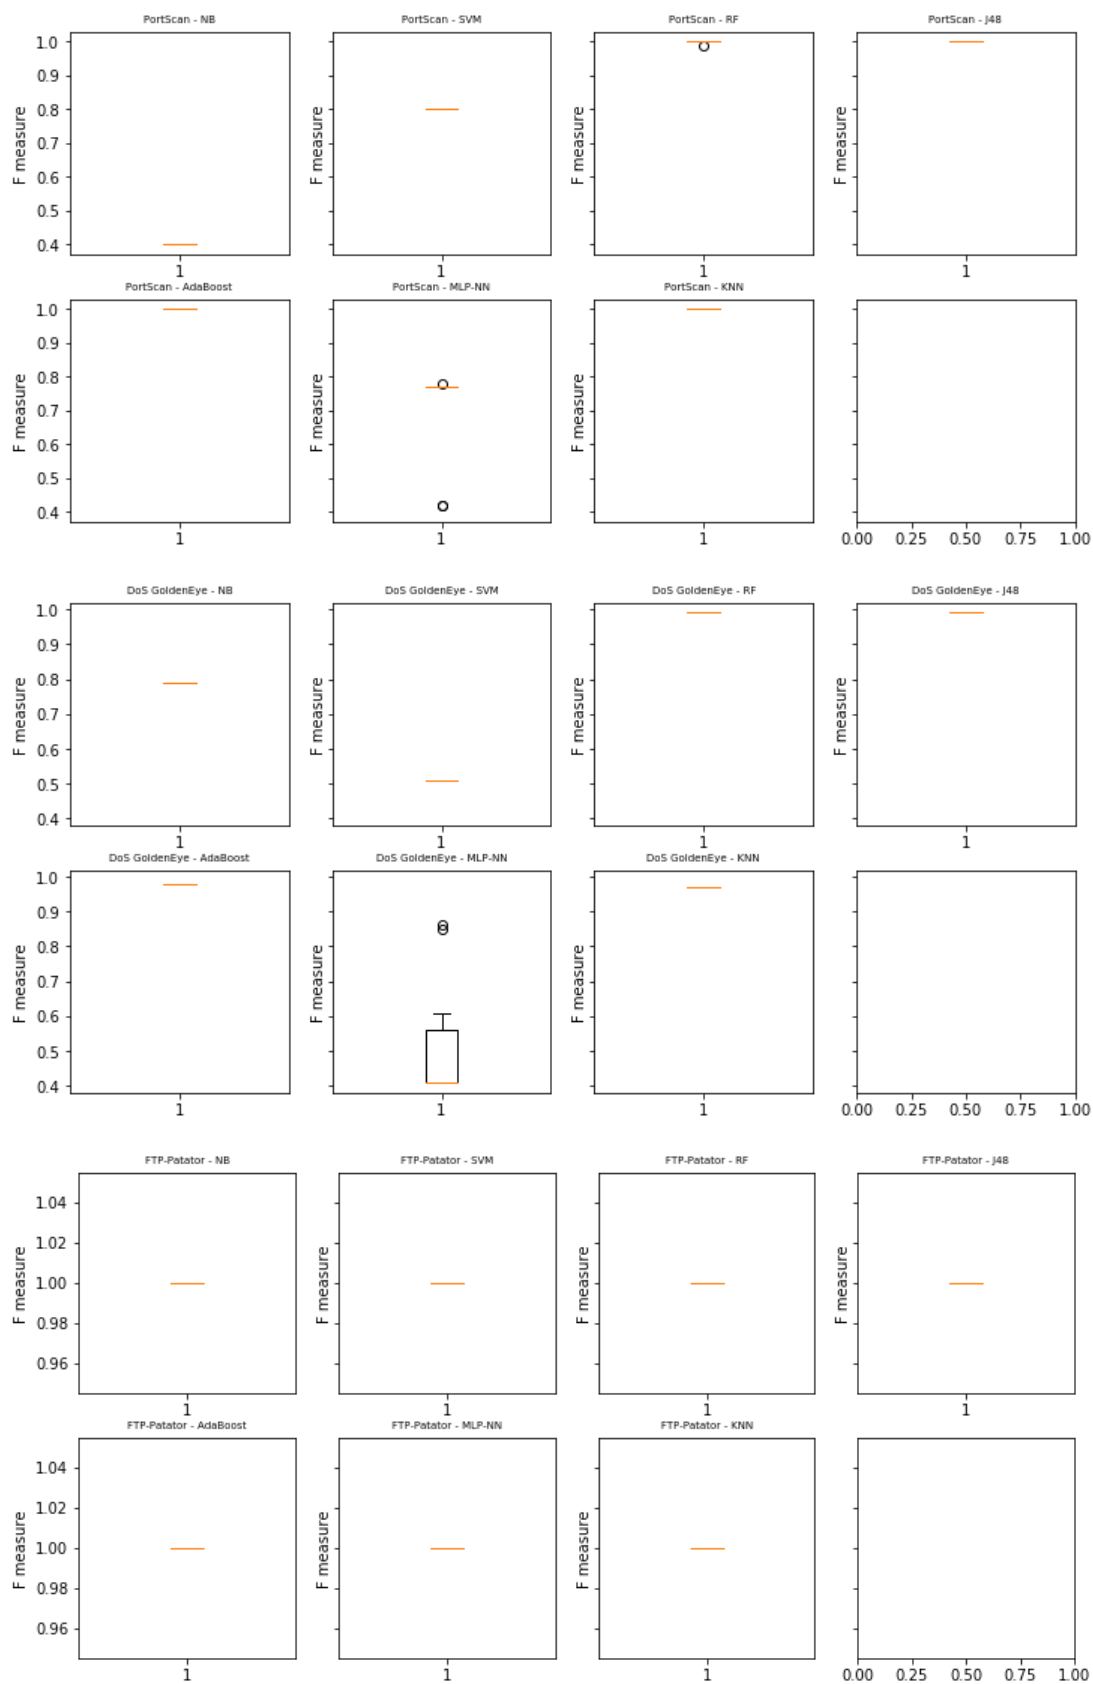 PortScan - NB PortScan - SVM PortScan - RF PortScan - J48
1.0
0.9
0.8
0.7
0.6
0.5
0.4
F measure F measure F measure F measure
1 1 1 1
PortScan - AdaBoost PortScan - MLP-NN PortScan - KNN
1.0
0.9
0.8
0.7
0.6
0.5
0.4
F measure F measure F measure
1 1 1 0.00 0.25 0.50 0.75 1.00
DoS GoldenEye - NB DoS GoldenEye - SVM DoS GoldenEye - RF DoS GoldenEye - J48
1.0
0.9
0.8
0.7
0.6
0.5
0.4
F measure F measure F measure F measure
1 1 1 1
DoS GoldenEye - AdaBoost DoS GoldenEye - MLP-NN DoS GoldenEye - KNN
1.0
0.9
0.8
0.7
0.6
0.5
0.4
F measure F measure F measure
1 1 1 0.00 0.25 0.50 0.75 1.00
FTP-Patator - NB FTP-Patator - SVM FTP-Patator - RF FTP-Patator - J48
1.04
1.02
1.00
0.98
0.96
F measure F measure F measure F measure
1 1 1 1
FTP-Patator - AdaBoost FTP-Patator - MLP-NN FTP-Patator - KNN
1.04
1.02
1.00
0.98
0.96
F measure F measure F measure
1 1 1 0.00 0.25 0.50 0.75 1.00